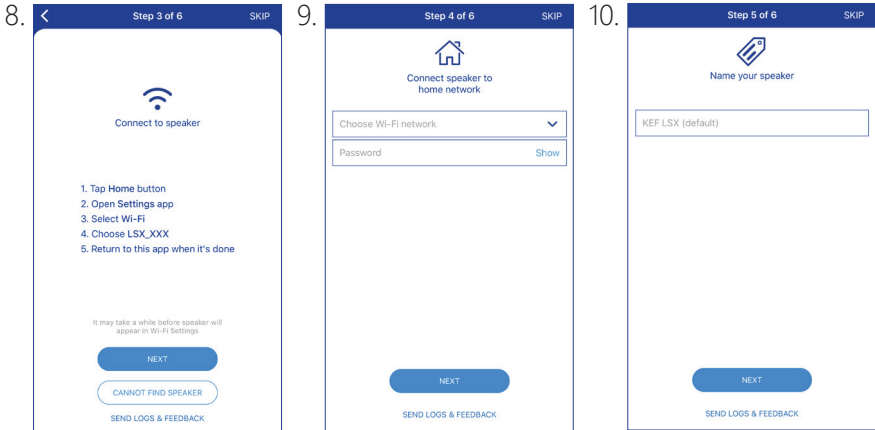 8.
Step 3 of 6 SKIP
Connect to speaker
1. Tap Home button
2. Open Settings app
3. Select Wi-Fi
4. Choose LSX_XXX
5. Return to this app when it's done
It may take a while before speaker will
appear in Wi-Fi Settings
NEXT
CANNOT FIND SPEAKER
SEND LOGS & FEEDBACK
9.
Step 4 of 6 SKIP
Connect speaker to
home network
Choose Wi-Fi network
Password Show
NEXT
SEND LOGS & FEEDBACK
10.
Step 5 of 6 SKIP
Name your speaker
KEF LSX (default)
NEXT
SEND LOGS & FEEDBACK